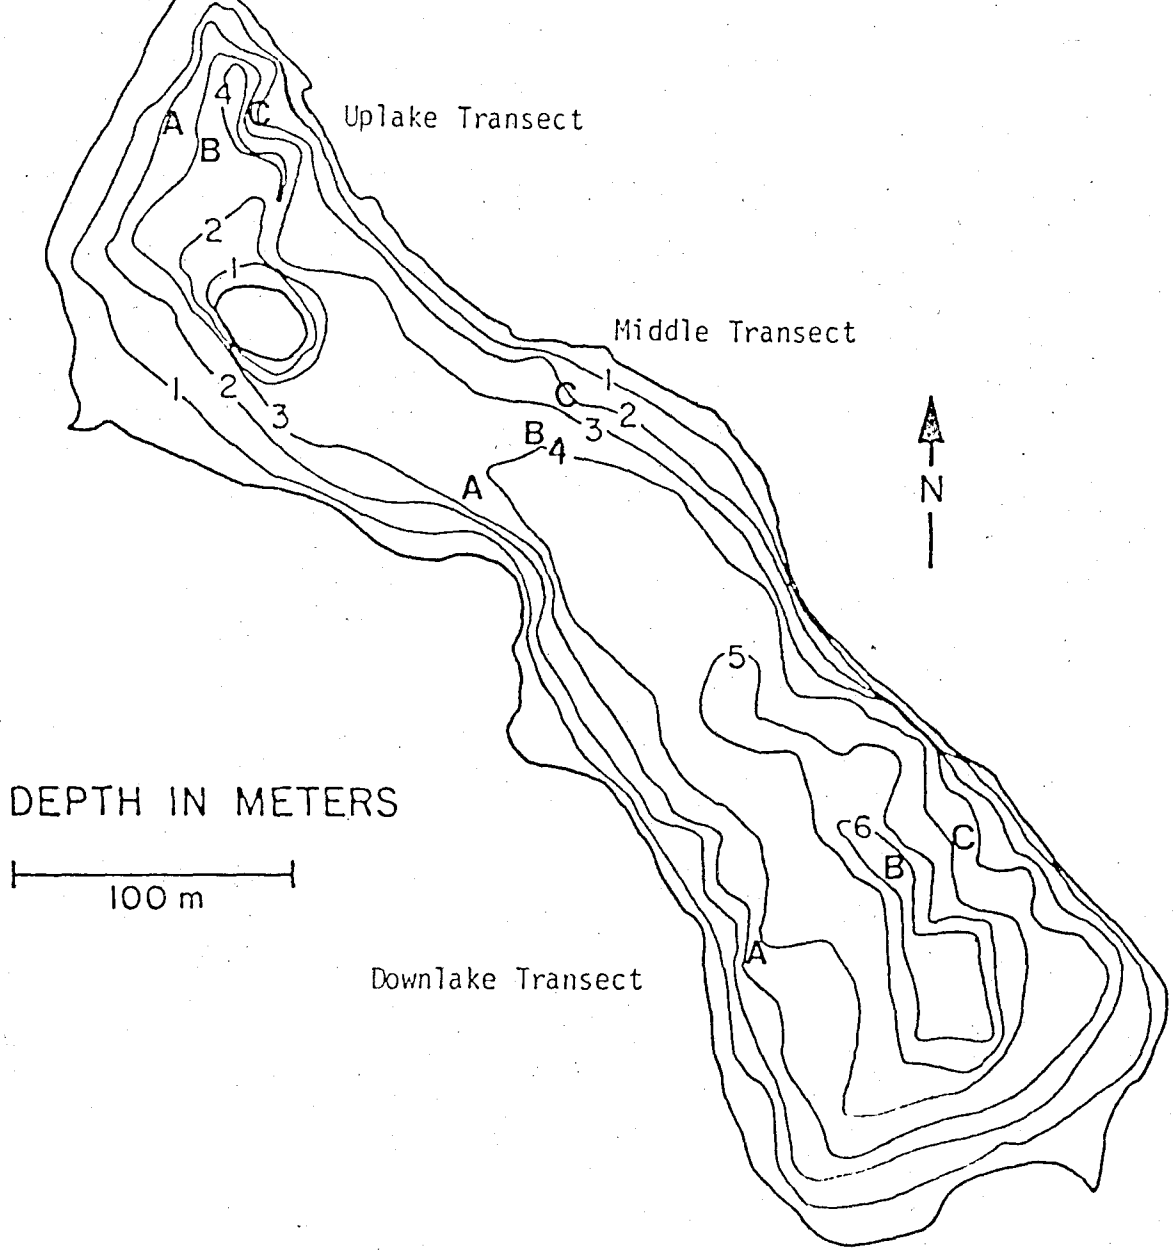 4
A
C
Uplake Transect
B
2
1
Middle Transect
1
2
3
1
C
2
B
3
4
A
N
5
DEPTH IN METERS
100 m
6
C
B
A
Downlake Transect